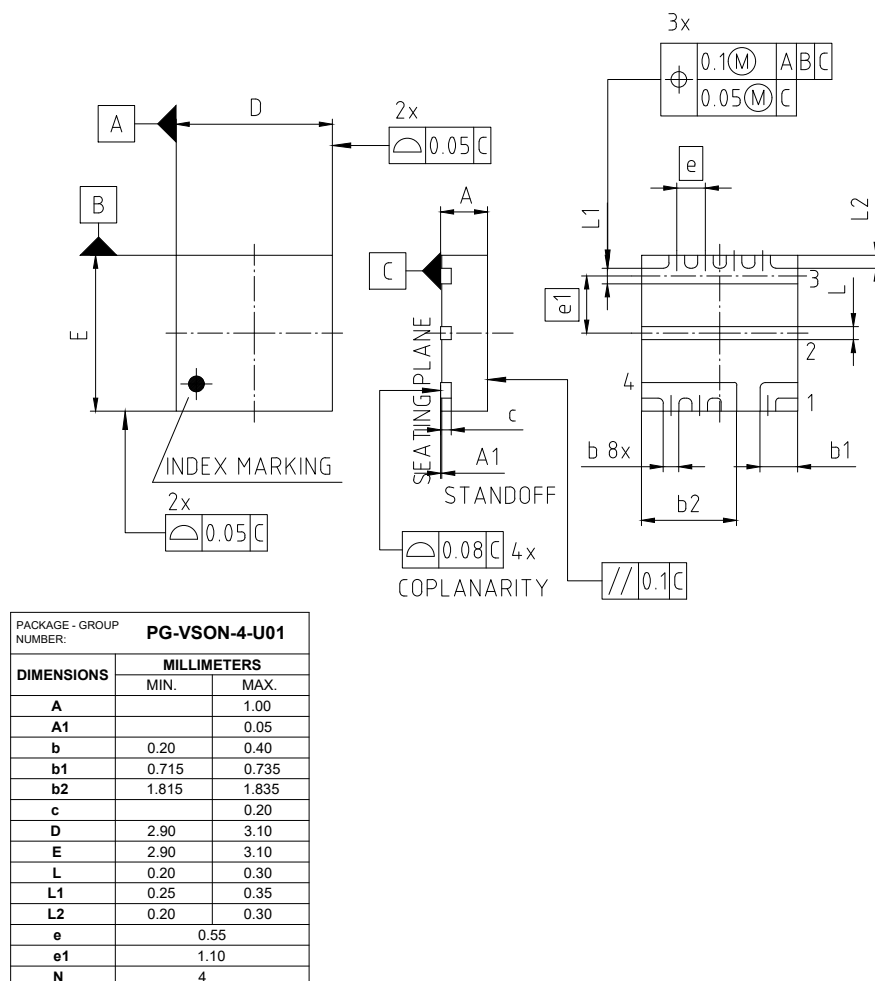 3x
0.1Ⓜ A B C
0.05Ⓜ C
A
D
2x
0.05 C
B
A
C
E
SEATING PLANE
INDEX MARKING
2x
0.05 C
c
A1
STANDOFF
0.08 C 4x
COPLANARITY
// 0.1 C
L1
e
L2
e1
3
L
2
4
1
b 8x
b1
b2
PACKAGE - GROUP
NUMBER: PG-VSON-4-U01
DIMENSIONS MILLIMETERS
MIN. MAX.
A 1.00
A1 0.05
b 0.20 0.40
b1 0.715 0.735
b2 1.815 1.835
c 0.20
D 2.90 3.10
E 2.90 3.10
L 0.20 0.30
L1 0.25 0.35
L2 0.20 0.30
e 0.55
e1 1.10
N 4